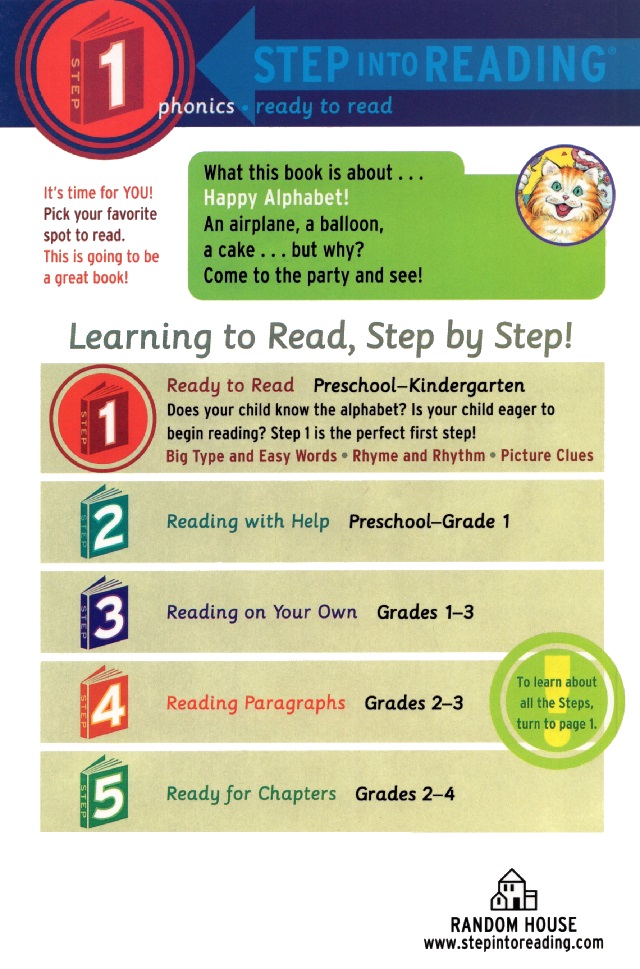 STEP 1
STEP INTO READING®
phonics • ready to read
It's time for YOU!
Pick your favorite
spot to read.
This is going to be
a great book!
What this book is about . . .
Happy Alphabet!
An airplane, a balloon,
a cake . . . but why?
Come to the party and see!
Learning to Read, Step by Step!
STEP 1
Ready to Read Preschool–Kindergarten
Does your child know the alphabet? Is your child eager to
begin reading? Step 1 is the perfect first step!
Big Type and Easy Words • Rhyme and Rhythm • Picture Clues
STEP 2
Reading with Help Preschool–Grade 1
STEP 3
Reading on Your Own Grades 1–3
STEP 4
Reading Paragraphs Grades 2–3
!
To learn about
all the Steps,
turn to page 1.
STEP 5
Ready for Chapters Grades 2–4
RANDOM HOUSE
www.stepintoreading.com